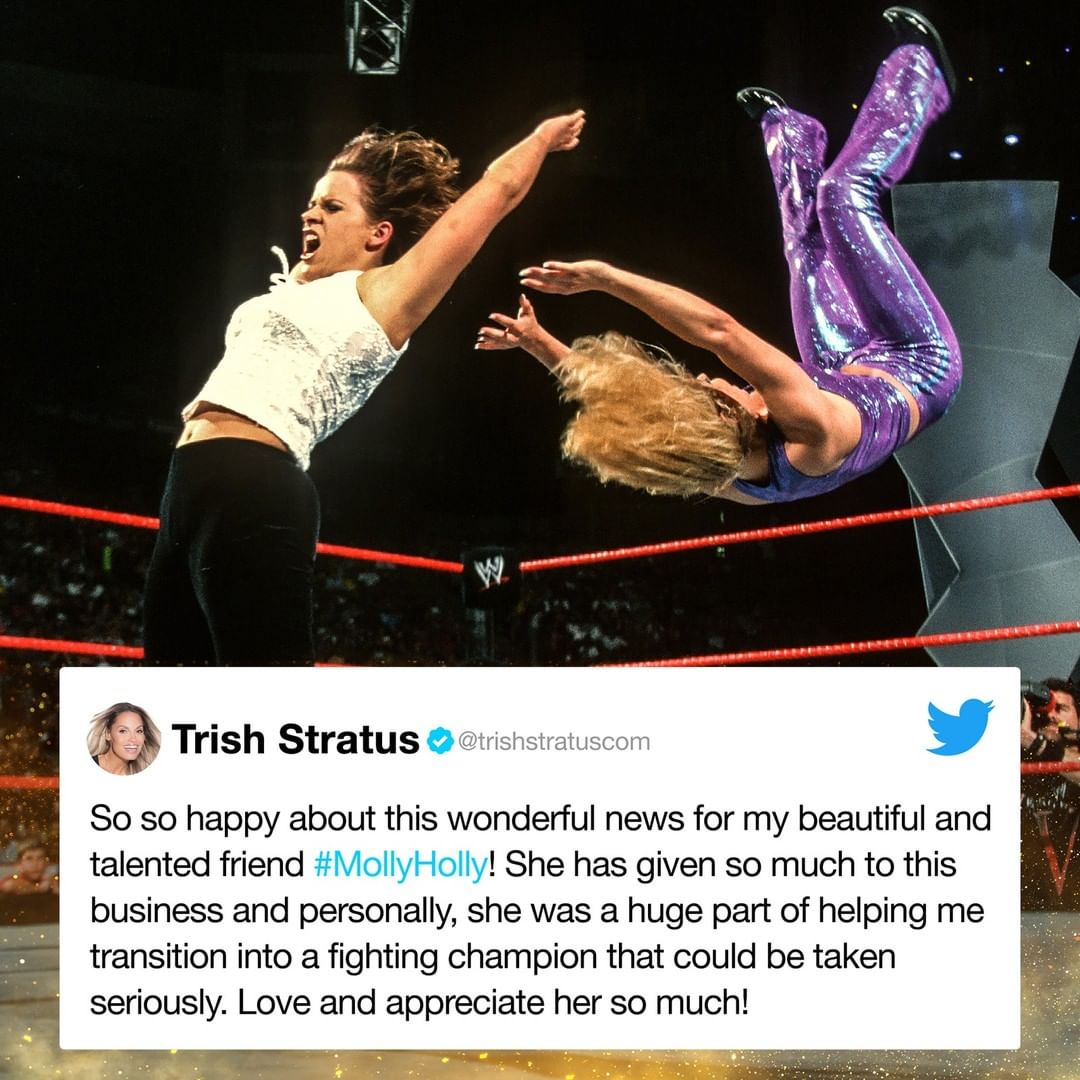 W
Trish Stratus @trishstratuscom
So so happy about this wonderful news for my beautiful and
talented friend #MollyHolly! She has given so much to this
business and personally, she was a huge part of helping me
transition into a fighting champion that could be taken
seriously. Love and appreciate her so much!